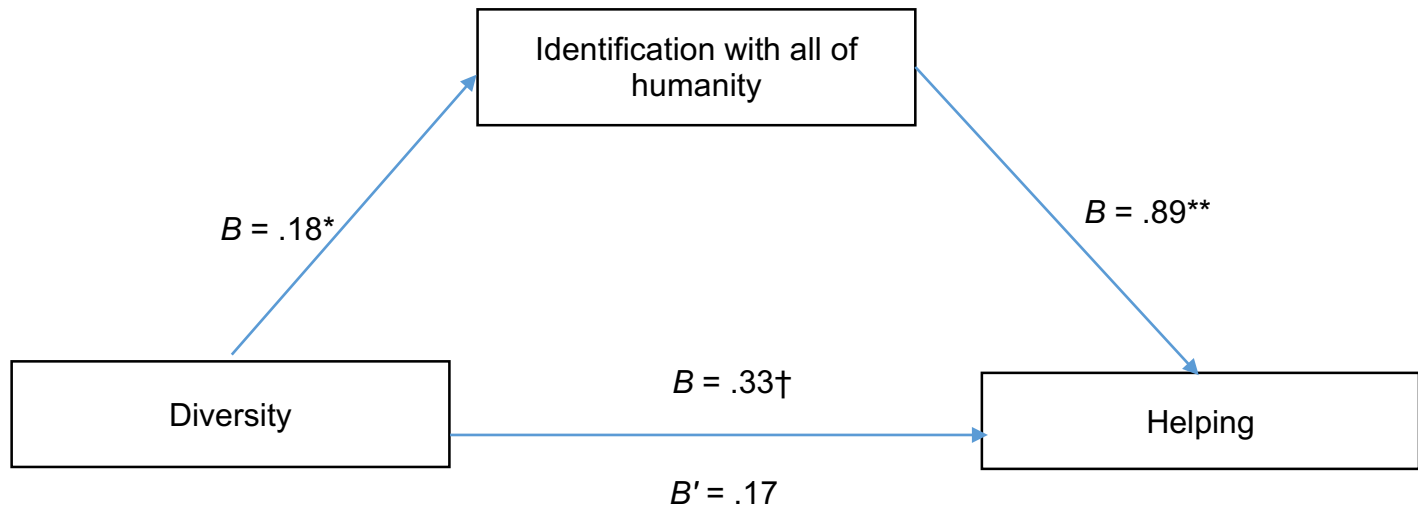 Identification with all of
humanity
B = .18*
B = .89**
Diversity
B = .33†
Helping
B' = .17